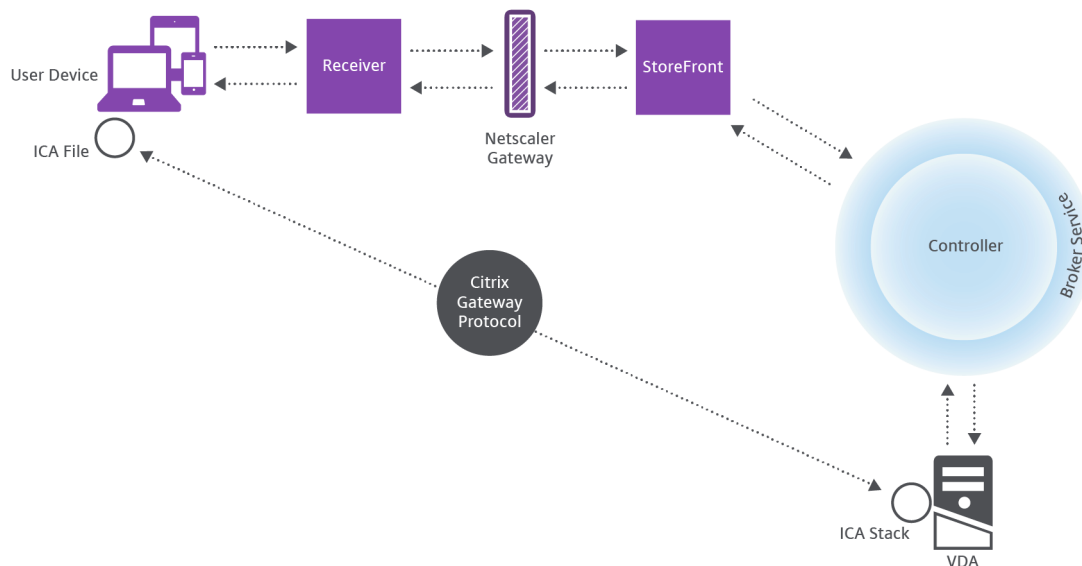 User Device
Receiver
StoreFront
Netscaler
Gateway
ICA File
Broker Service
Controller
Citrix
Gateway
Protocol
ICA Stack
VDA